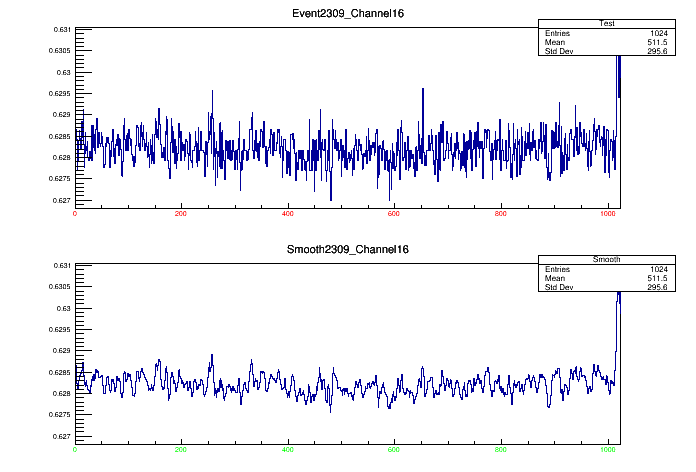 Event2309_Channel16
Test
Entries 1024
Mean 511.5
Std Dev 295.6
0.631
0.6305
0.63
0.6295
0.629
0.6285
0.628
0.6275
0.627
0 200 400 600 800 1000
Smooth2309_Channel16
Smooth
Entries 1024
Mean 511.5
Std Dev 295.6
0.631
0.6305
0.63
0.6295
0.629
0.6285
0.628
0.6275
0.627
0 200 400 600 800 1000